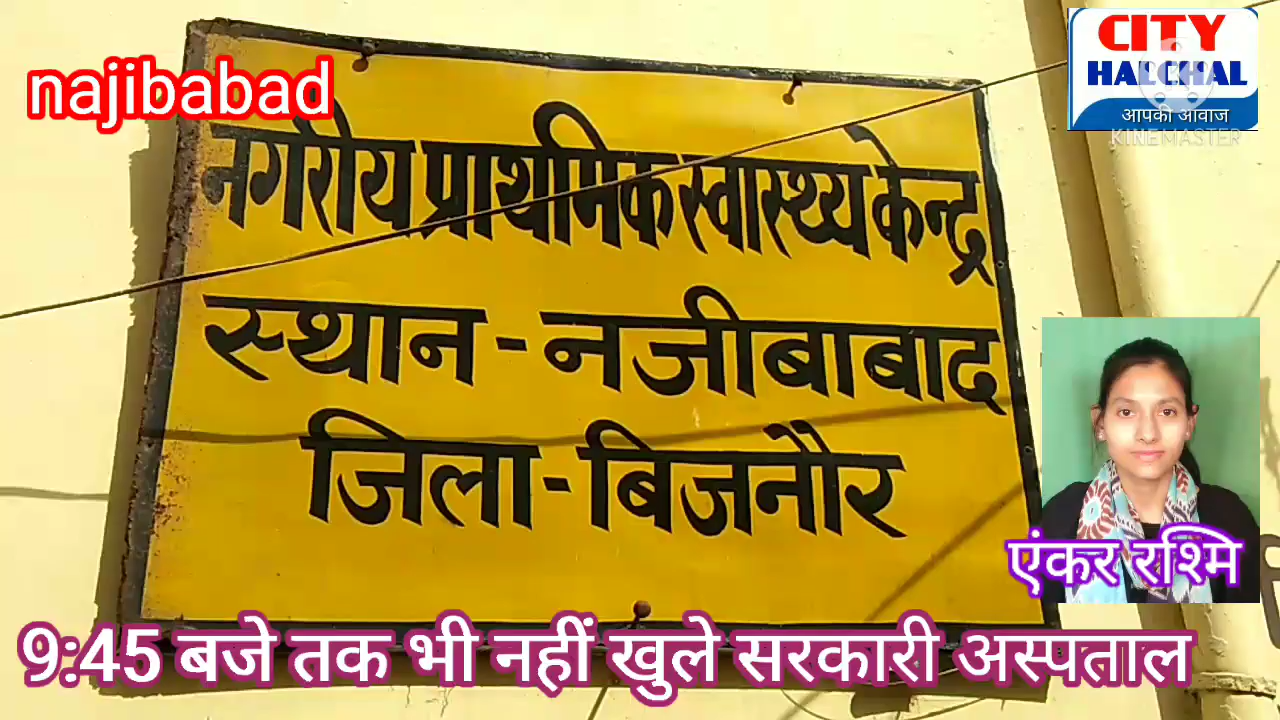 najibabad
CITY
HALCHAL
आपकी आवाज
KINEMASTER
नगरीय प्राथमिक स्वास्थ्य केन्द्र
स्थान - नजीबाबाद
जिला - बिजनौर
एंकर रश्मि
9:45 बजे तक भी नहीं खुले सरकारी अस्पताल